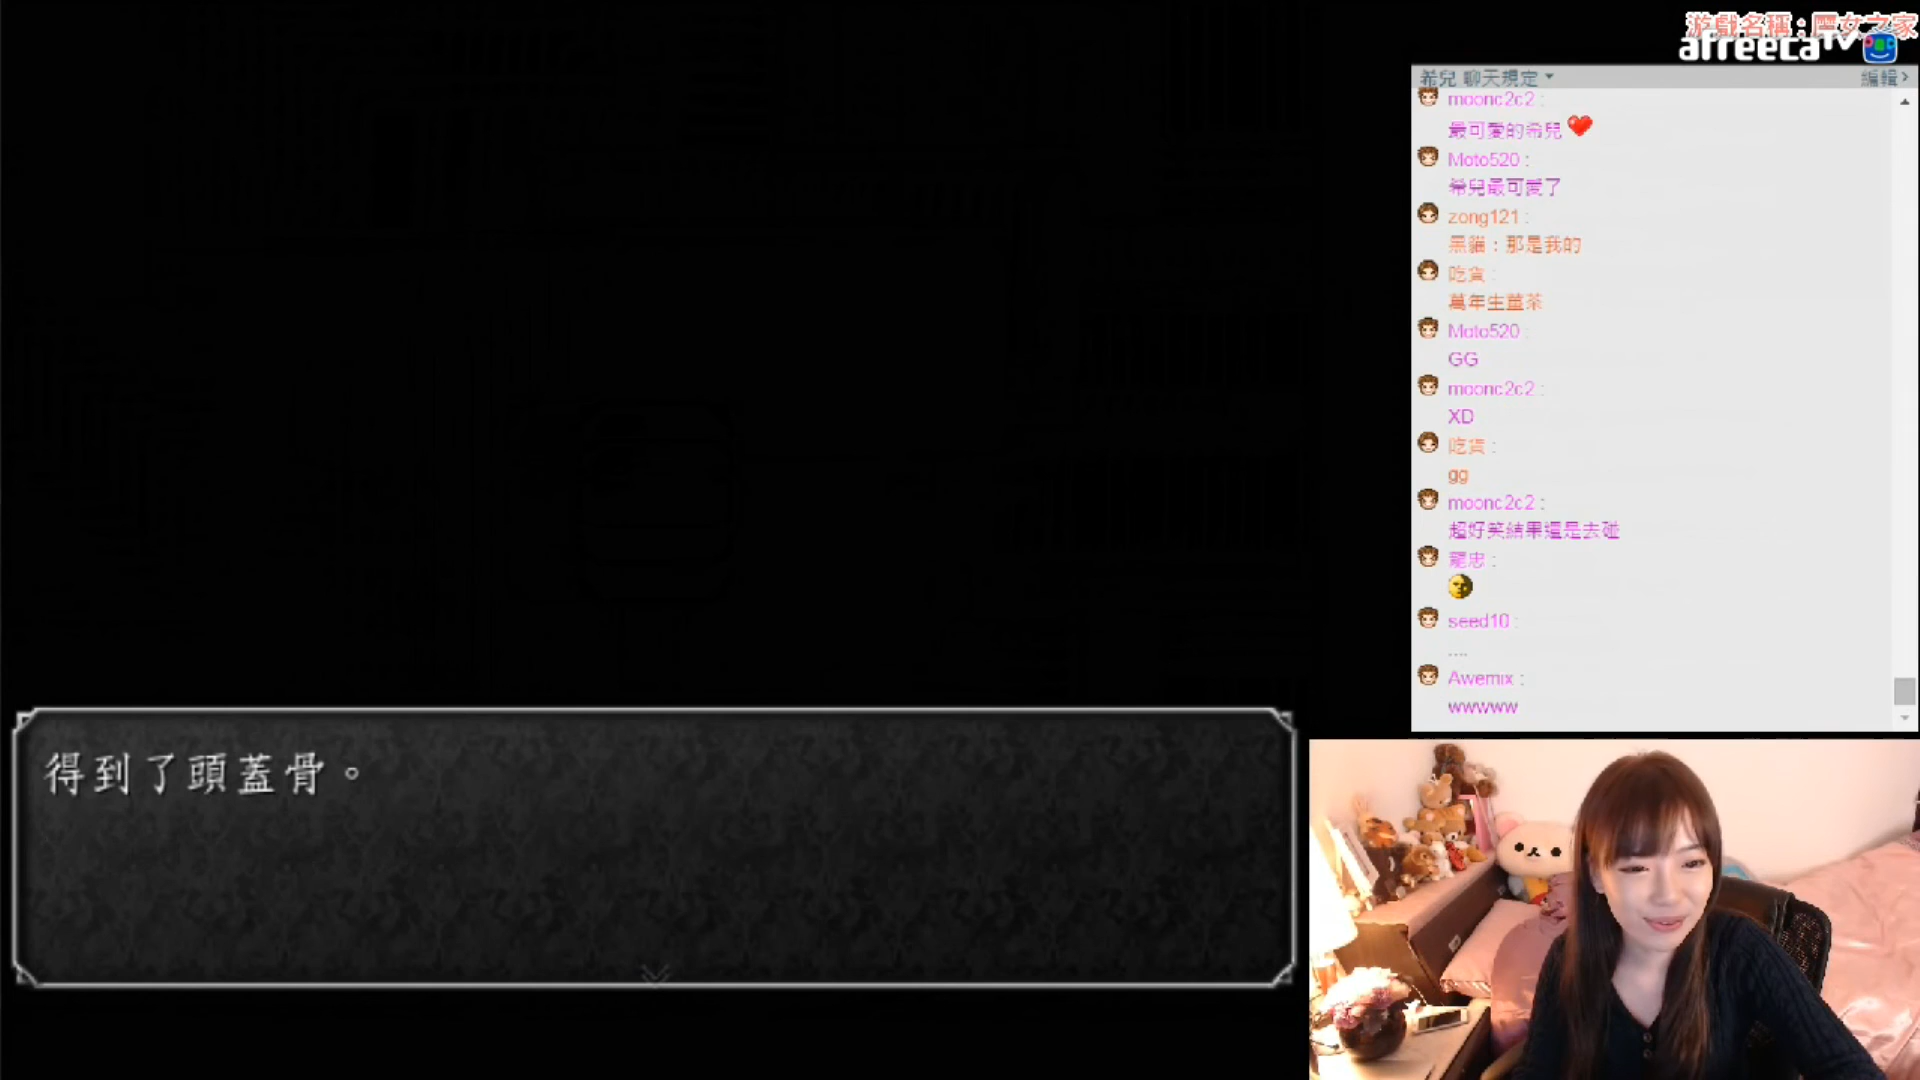 游戲名稱：魔女之家
afreecaTV
希兒 聊天規定
編輯
moonc2c2 :
最可愛的希兒
Moto520 :
希兒最可愛了
zong121 :
黑貓：那是我的
吃貨 :
萬年生薑茶
Moto520 :
GG
moonc2c2 :
XD
吃貨 :
gg
moonc2c2 :
超好笑結果還是去碰
龍忠 :
seed10 :
....
Awemix :
wwwww
得到了頭蓋骨。